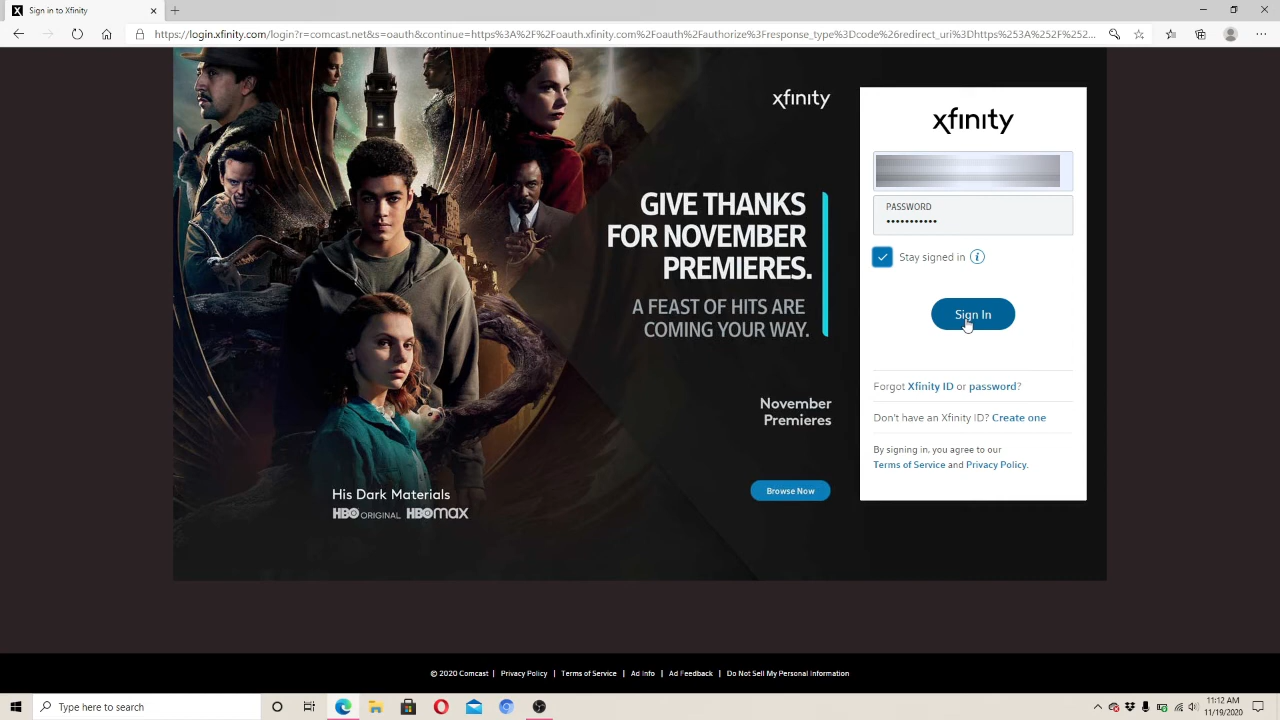 Sign in to Xfinity
https://login.xfinity.com/login?r=comcast.net&s=oauth&continue=https%3A%2F%2Foauth.xfinity.com%2Foauth%2Fauthorize%3Fresponse_type%3Dcode%26redirect_uri%3Dhttps%253A%252F%252...
xfinity
GIVE THANKS
FOR NOVEMBER
PREMIERES.
A FEAST OF HITS ARE
COMING YOUR WAY.
November
Premieres
Browse Now
His Dark Materials
HBO ORIGINAL HBOMAX
xfinity
PASSWORD
•••••••••••
Stay signed in
Sign In
Forgot Xfinity ID or password?
Don't have an Xfinity ID? Create one
By signing in, you agree to our
Terms of Service and Privacy Policy.
© 2020 Comcast | Privacy Policy | Terms of Service | Ad Info | Ad Feedback | Do Not Sell My Personal Information
Type here to search
11:12 AM
11/19/2020